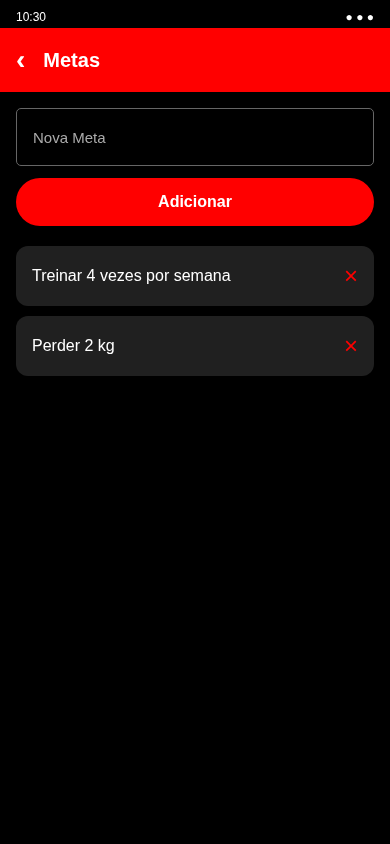 10:30
Metas
Nova Meta
Adicionar
Treinar 4 vezes por semana
Perder 2 kg